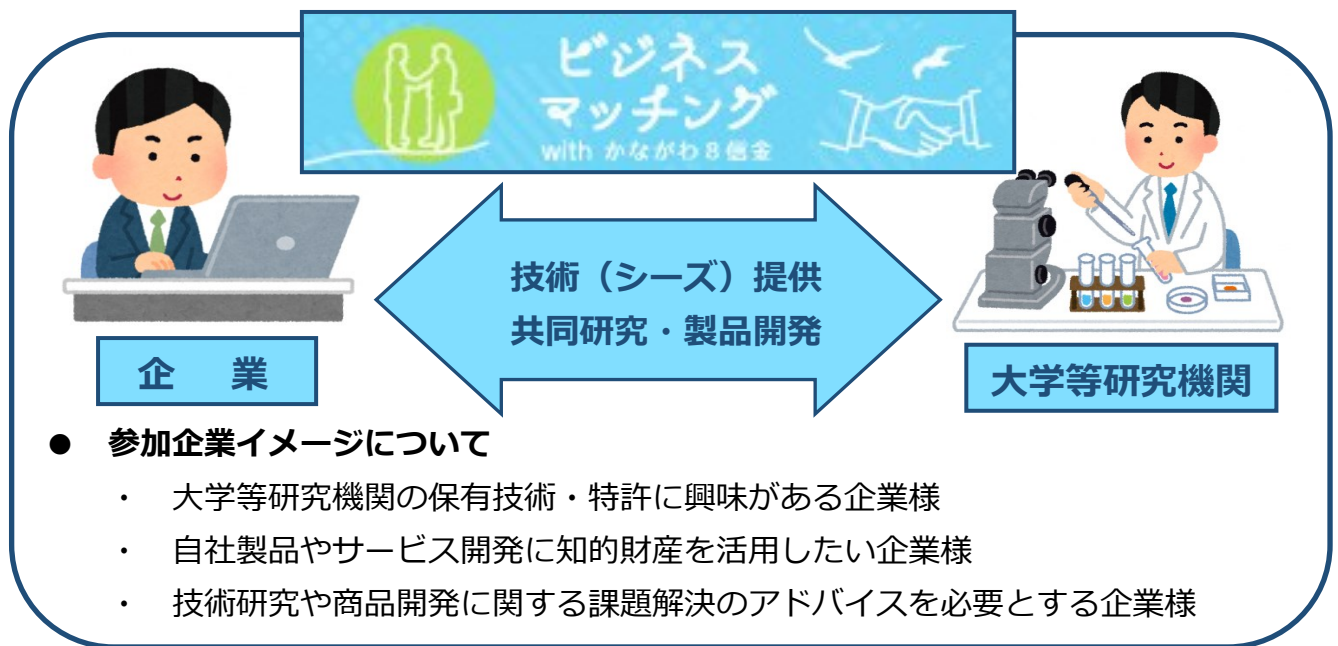 ビジネス
マッチング
with かながわ8信金
技術（シーズ）提供
共同研究・製品開発
企　業
大学等研究機関
● 参加企業イメージについて
・ 大学等研究機関の保有技術・特許に興味がある企業様
・ 自社製品やサービス開発に知的財産を活用したい企業様
・ 技術研究や商品開発に関する課題解決のアドバイスを必要とする企業様